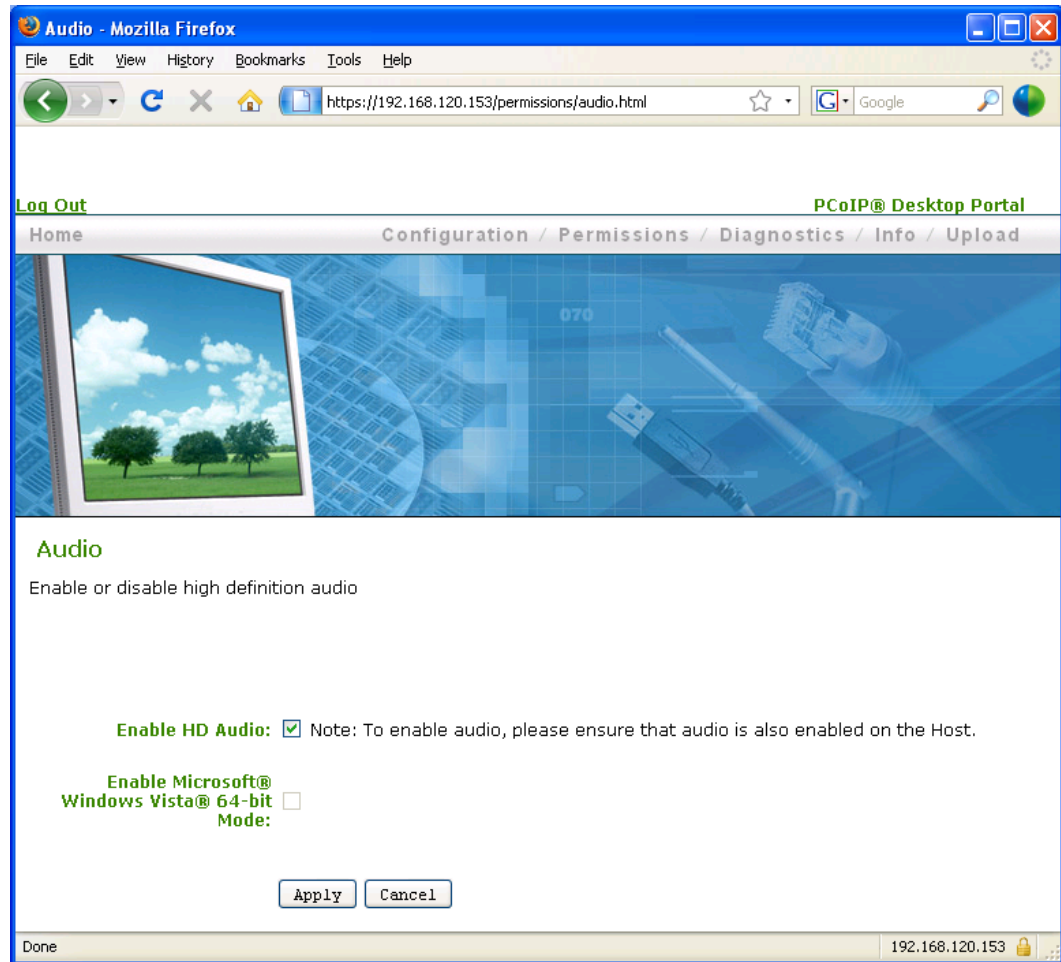 Audio - Mozilla Firefox
File Edit View History Bookmarks Tools Help
https://192.168.120.153/permissions/audio.html
G Google
Log Out PCoIP® Desktop Portal
Home Configuration / Permissions / Diagnostics / Info / Upload
070
Audio
Enable or disable high definition audio
Enable HD Audio: Note: To enable audio, please ensure that audio is also enabled on the Host.
Enable Microsoft®
Windows Vista® 64-bit
Mode:
Apply Cancel
Done 192.168.120.153